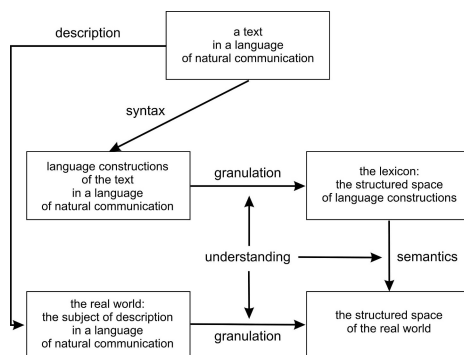 description
a text
in a language
of natural communication
syntax
language constructions
of the text
in a language
of natural communication
granulation
the lexicon:
the structured space
of language constructions
understanding
semantics
the real world:
the subject of description
in a language
of natural communication
granulation
the structured space
of the real world